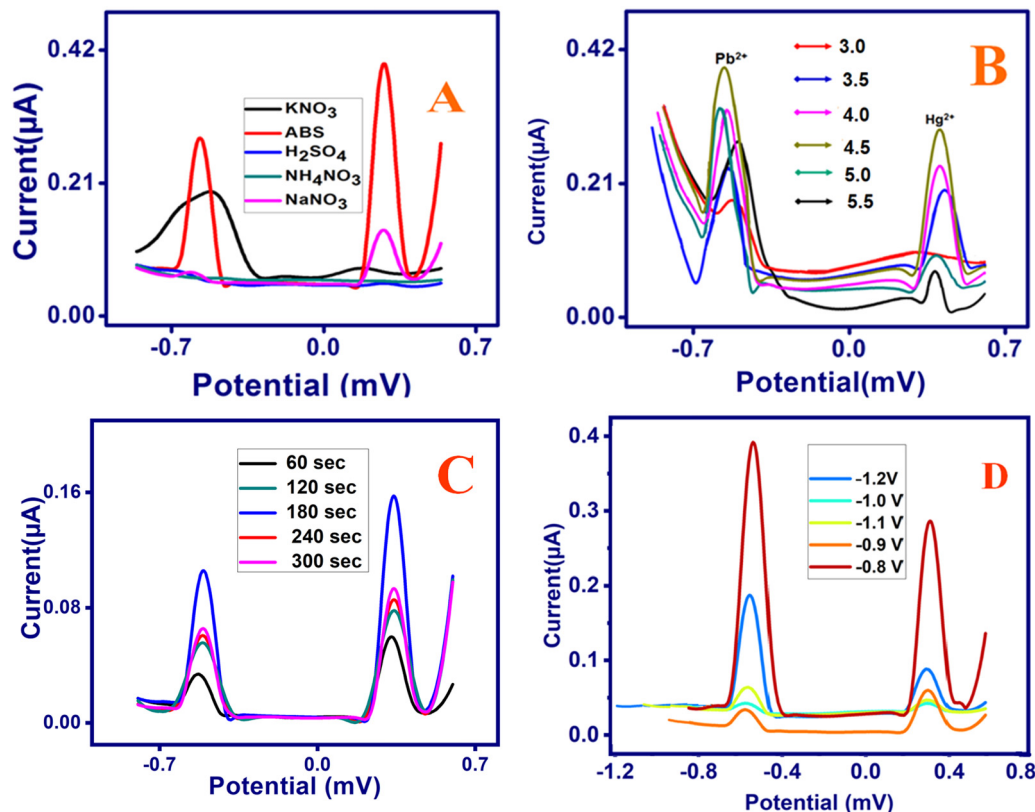 A
Current(µA)
0.42
0.21
0.00
-0.7
0.0
0.7
Potential (mV)
KNO₃
ABS
H₂SO₄
NH₄NO₃
NaNO₃
B
Current(µA)
0.42
0.21
0.00
-0.7
0.0
0.7
Potential(mV)
Pb²⁺
Hg²⁺
3.0
3.5
4.0
4.5
5.0
5.5
C
Current(µA)
0.16
0.08
0.00
-0.7
0.0
0.7
Potential (mV)
60 sec
120 sec
180 sec
240 sec
300 sec
D
Current(µA)
0.4
0.3
0.2
0.1
0.0
-1.2
-0.8
-0.4
0.0
0.4
0.8
Potential (mV)
-1.2V
-1.0 V
-1.1 V
-0.9 V
-0.8 V